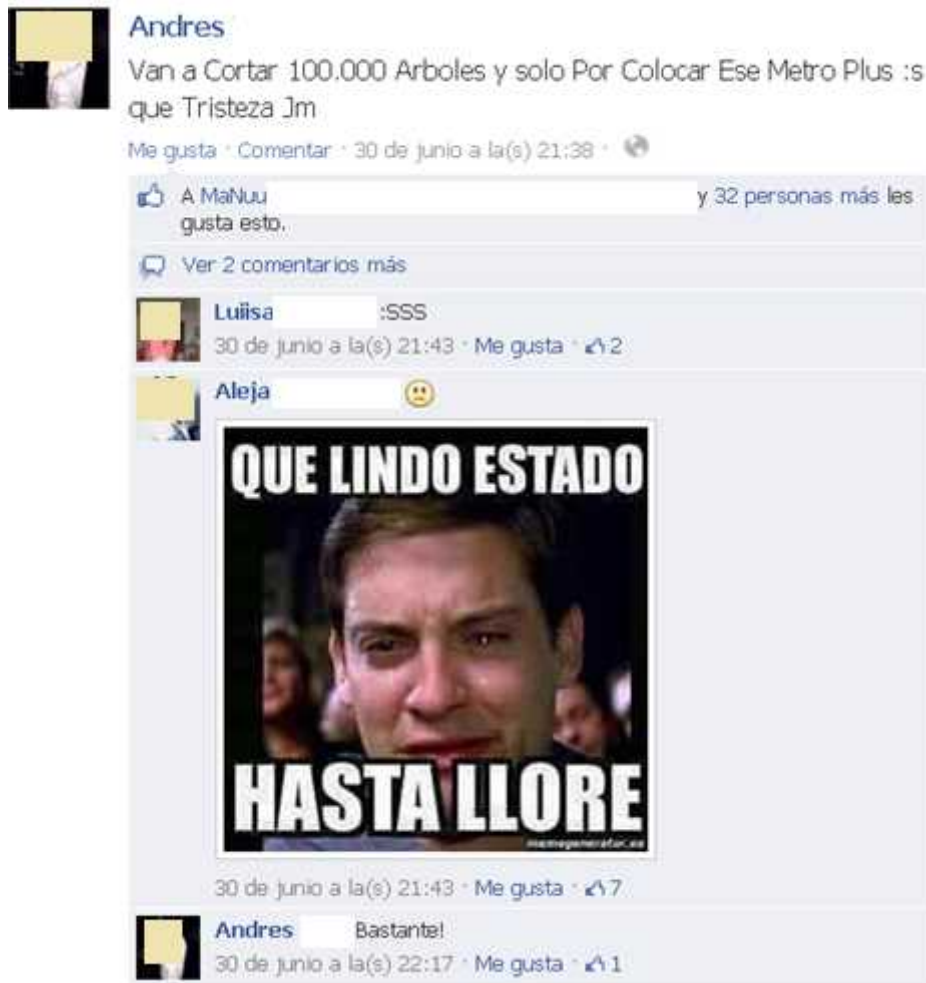 Andres
Van a Cortar 100.000 Arboles y solo Por Colocar Ese Metro Plus :s
que Tristeza Jm
Me gusta · Comentar · 30 de junio a la(s) 21:38 ·
A MaNuu y 32 personas más les
gusta esto.
Ver 2 comentarios más
Luiisa :SSS
30 de junio a la(s) 21:43 · Me gusta · 2
Aleja
QUE LINDO ESTADO
HASTA LLORE
memegenerator.es
30 de junio a la(s) 21:43 · Me gusta · 7
Andres Bastante!
30 de junio a la(s) 22:17 · Me gusta · 1